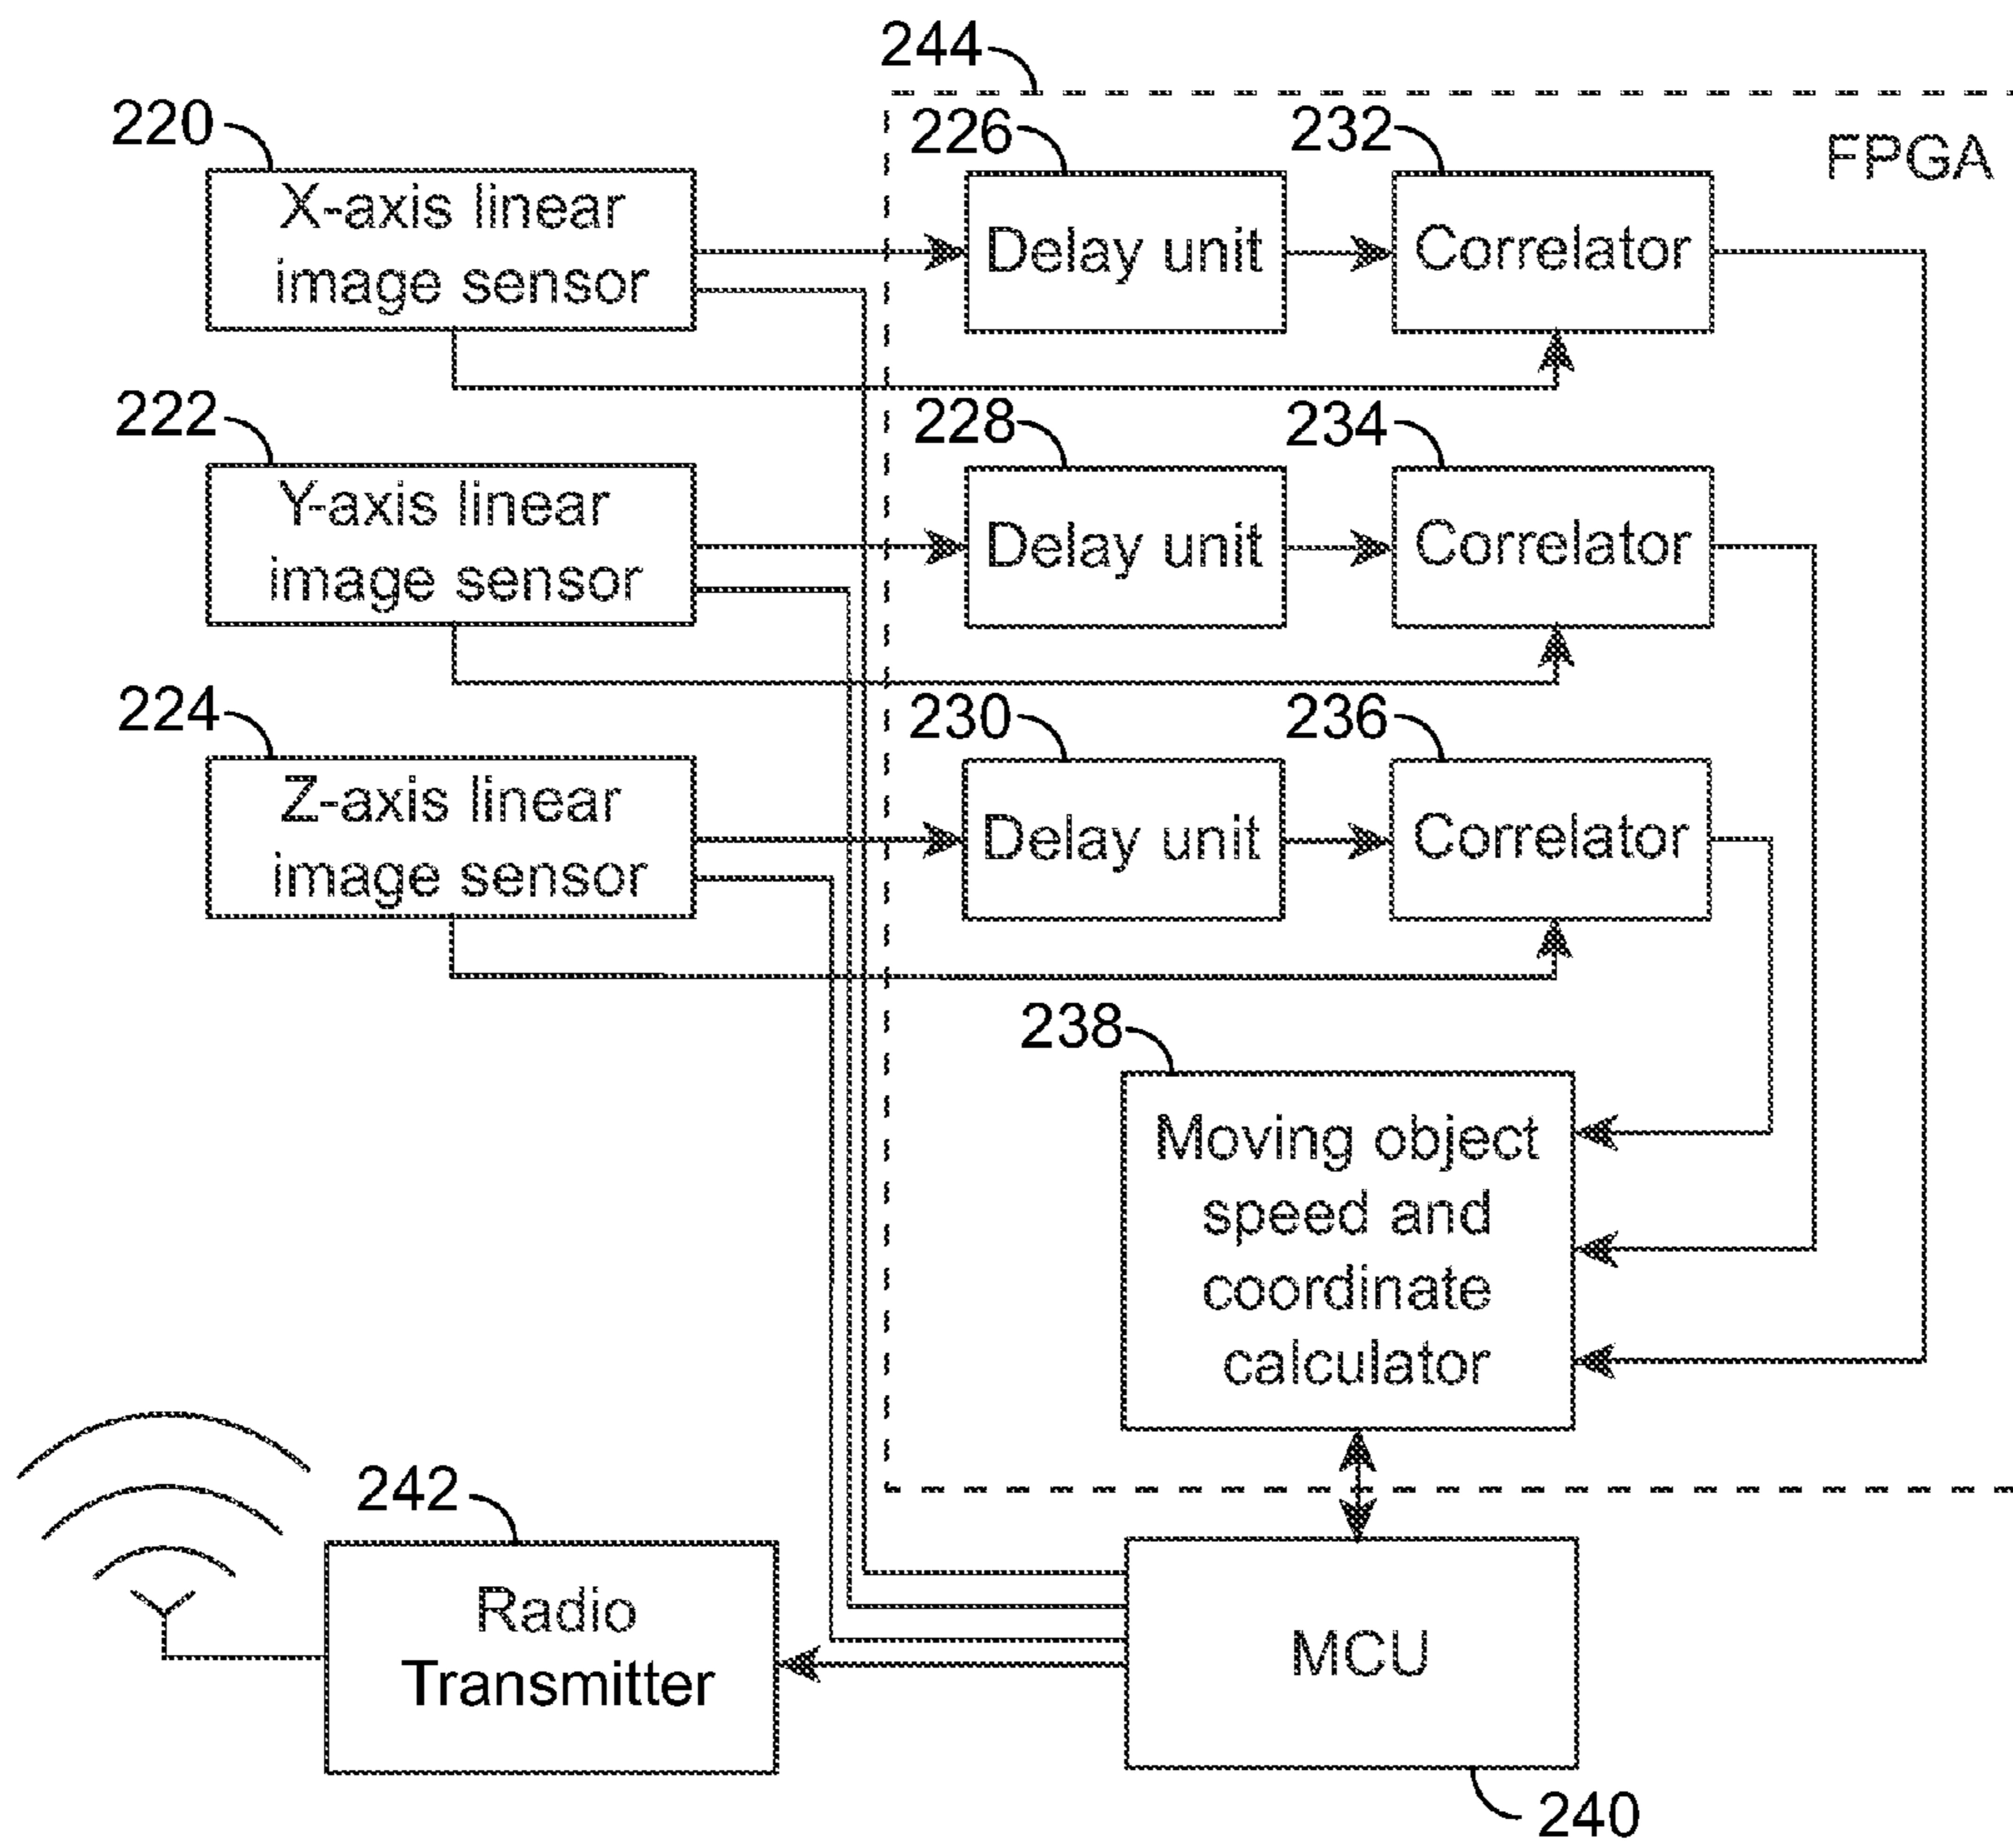 244
220
226
232
FPGA
X-axis linear
image sensor
Delay unit
Correlator
222
228
234
Y-axis linear
image sensor
Delay unit
Correlator
224
230
236
Z-axis linear
image sensor
Delay unit
Correlator
238
Moving object
speed and
coordinate
calculator
242
Radio
Transmitter
MCU
240